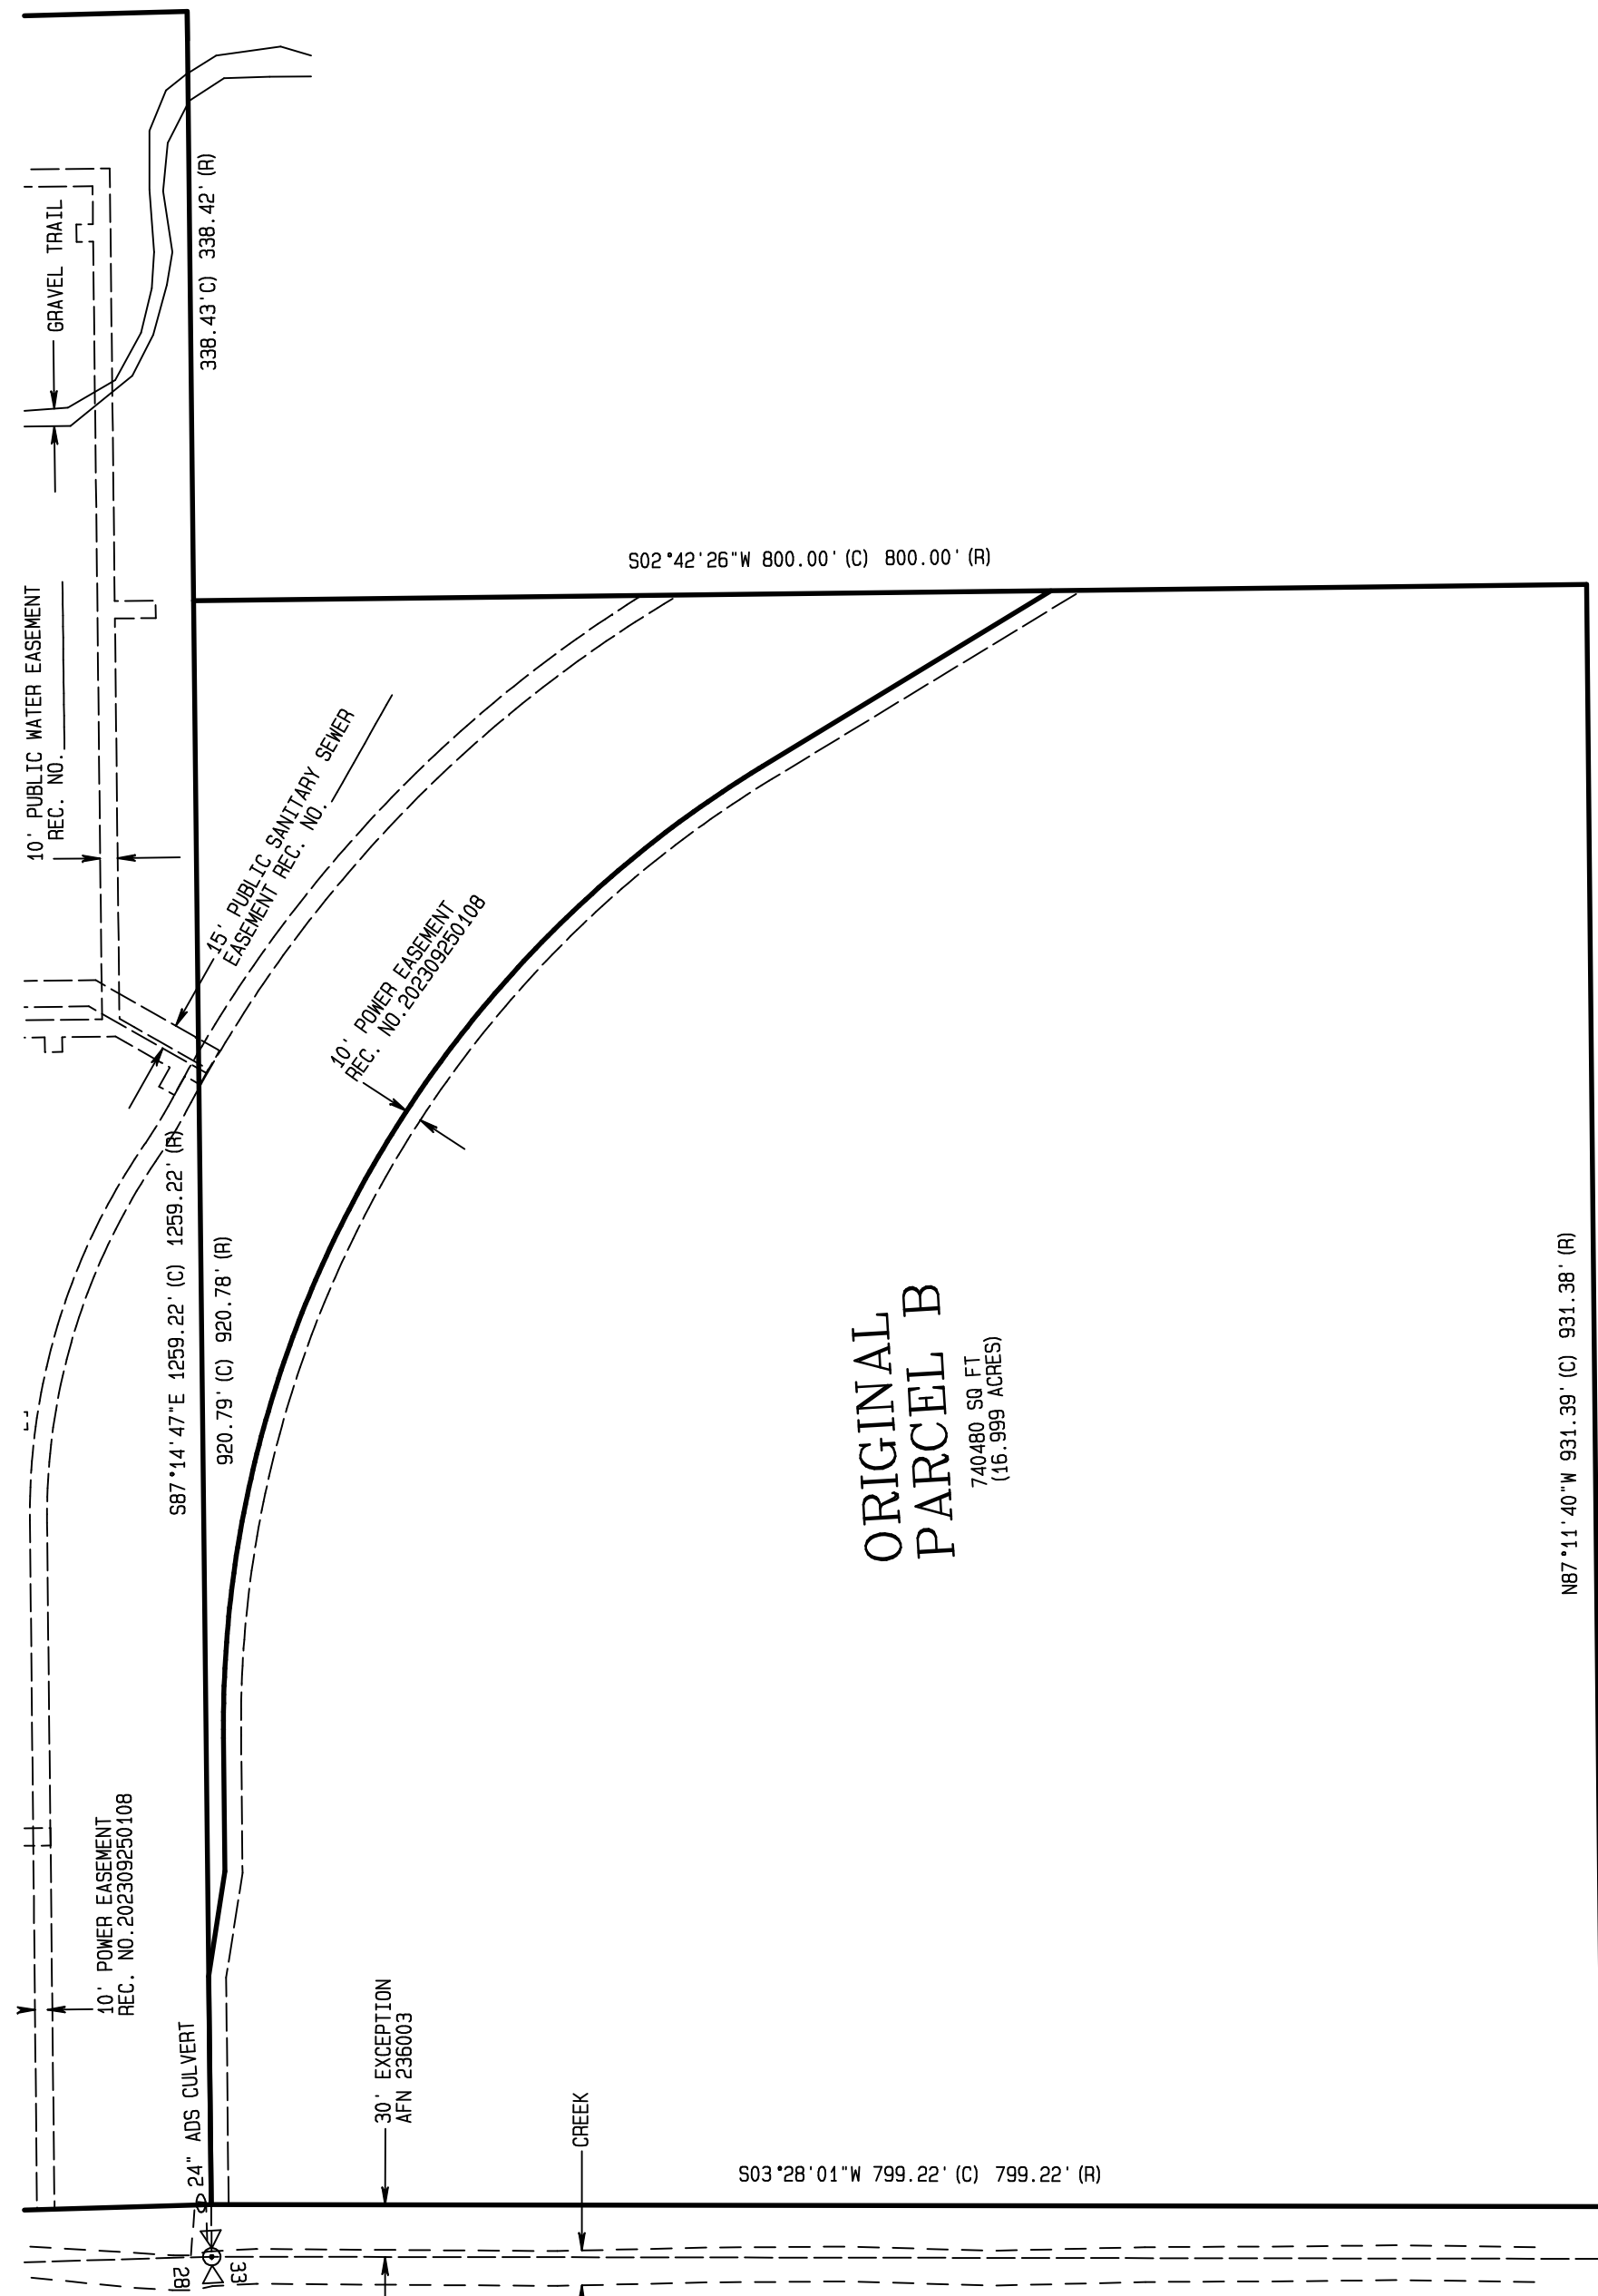 GRAVEL TRAIL
338.43'C) 338.42'(R)
S02°42'26"W 800.00'(C) 800.00'(R)
10' PUBLIC WATER EASEMENT
REC. NO.
15' PUBLIC SANITARY SEWER
EASEMENT REC. NO.
10' POWER EASEMENT
REC. NO.202309250108
S87°14'47"E 1259.22'(C) 1259.22'(R)
920.79'(C) 920.78'(R)
ORIGINAL
PARCEL B
740480 SQ FT
(16.999 ACRES)
N87°11'40"W 931.39'(C) 931.38'(R)
10' POWER EASEMENT
REC. NO.202309250108
24" ADS CULVERT
30' EXCEPTION
AFN 236003
CREEK
S03°28'01"W 799.22'(C) 799.22'(R)
28
33